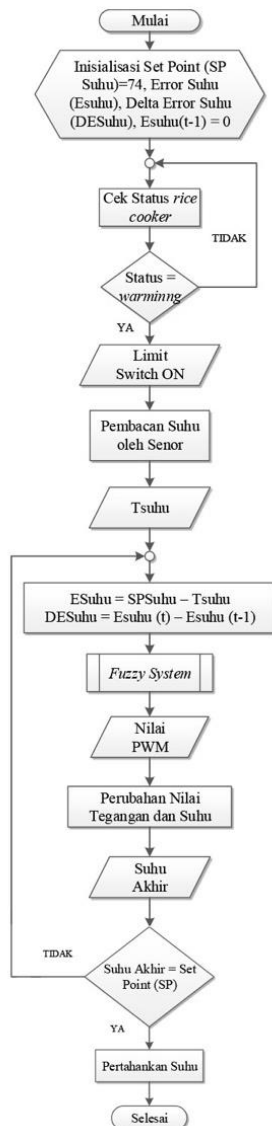 Mulai
Inisialisasi Set Point (SP
Suhu)=74, Error Suhu
(Esuhu), Delta Error Suhu
(DESuhu), Esuhu(t-1) = 0
Cek Status rice
cooker
TIDAK
Status =
warminng
YA
Limit
Switch ON
Pembacan Suhu
oleh Senor
Tsuhu
ESuhu = SPSuhu – Tsuhu
DESuhu = Esuhu (t) – Esuhu (t-1)
Fuzzy System
Nilai
PWM
Perubahan Nilai
Tegangan dan Suhu
Suhu
Akhir
TIDAK
Suhu Akhir = Set
Point (SP)
YA
Pertahankan Suhu
Selesai